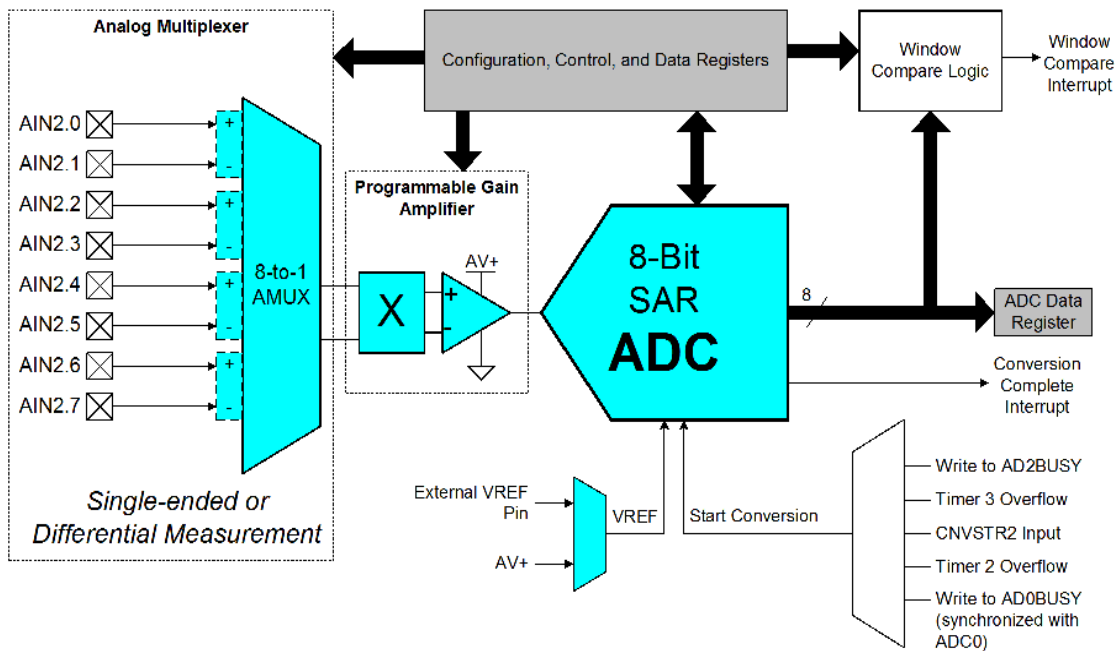 Analog Multiplexer
AIN2.0
AIN2.1
AIN2.2
AIN2.3
AIN2.4
AIN2.5
AIN2.6
AIN2.7
+
-
+
-
+
-
+
-
8-to-1
AMUX
Single-ended or
Differential Measurement
Configuration, Control, and Data Registers
Programmable Gain
Amplifier
X
+
-
AV+
8-Bit
SAR
ADC
8
Window
Compare Logic
Window
Compare
Interrupt
ADC Data
Register
Conversion
Complete
Interrupt
External VREF
Pin
AV+
VREF
Start Conversion
Write to AD2BUSY
Timer 3 Overflow
CNVSTR2 Input
Timer 2 Overflow
Write to AD0BUSY
(synchronized with
ADC0)